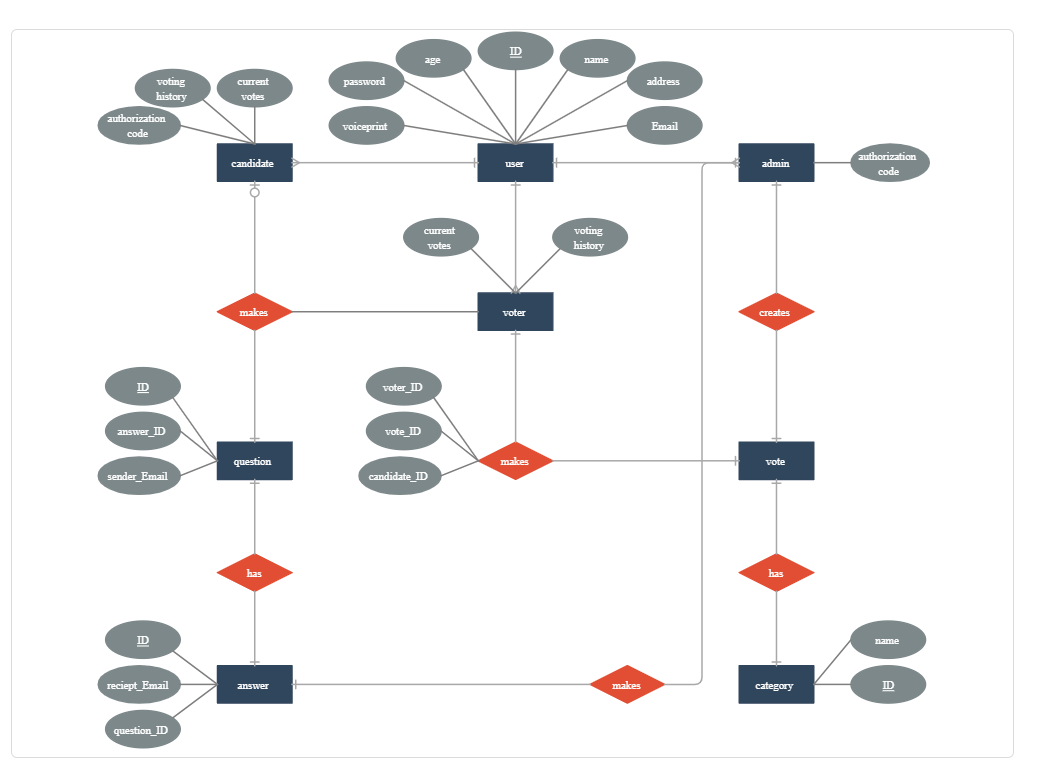 ID
age
name
voting
history
current
votes
password
address
authorization
code
voiceprint
Email
candidate
user
admin
authorization
code
current
votes
voting
history
makes
voter
creates
ID
voter_ID
answer_ID
vote_ID
question
makes
vote
sender_Email
candidate_ID
has
has
ID
name
reciept_Email
answer
makes
category
ID
question_ID